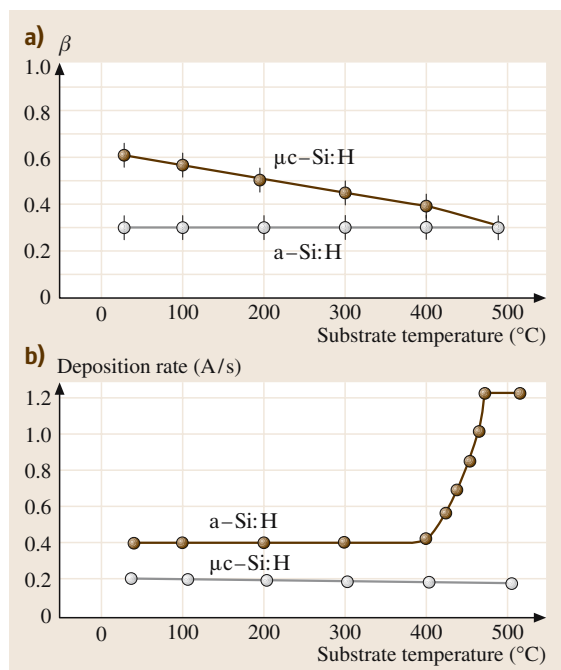 a) β
1.0
0.8
0.6
μc–Si:H
0.4
0.2
a–Si:H
0
0 100 200 300 400 500
Substrate temperature (°C)
b) Deposition rate (A/s)
1.2
1.0
0.8
0.6
a–Si:H
0.4
μc–Si:H
0.2
0
0 100 200 300 400 500
Substrate temperature (°C)